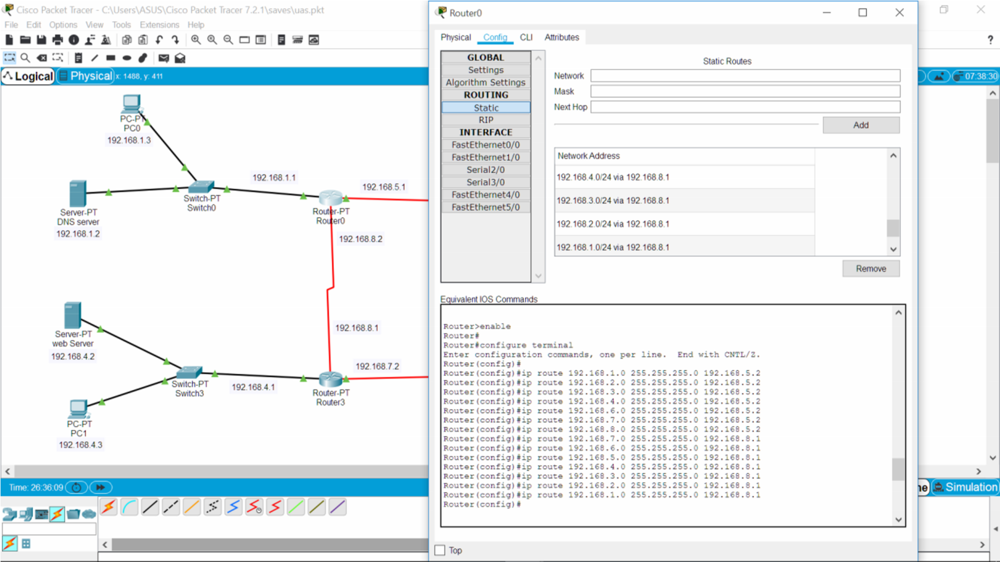 Cisco Packet Tracer - C:\Users\ASUS\Cisco Packet Tracer 7.2.1\saves\uas.pkt
File Edit Options View Tools Extensions Help
?
Logical Physical x: 1488, y: 411
07:38:30
PC-PT
PC0
192.168.1.3
192.168.1.1
192.168.5.1
Switch-PT
Switch0
Server-PT
DNS server
192.168.1.2
Router-PT
Router0
192.168.8.2
192.168.8.1
Server-PT
web Server
192.168.4.2
192.168.7.2
Switch-PT
Switch3
192.168.4.1
Router-PT
Router3
PC-PT
PC1
192.168.4.3
Time: 26:36:09
ne Simulation
Router0
Physical Config CLI Attributes
GLOBAL
Settings
Algorithm Settings
ROUTING
Static
RIP
INTERFACE
FastEthernet0/0
FastEthernet1/0
Serial2/0
Serial3/0
FastEthernet4/0
FastEthernet5/0
Static Routes
Network
Mask
Next Hop
Add
Network Address
192.168.4.0/24 via 192.168.8.1
192.168.3.0/24 via 192.168.8.1
192.168.2.0/24 via 192.168.8.1
192.168.1.0/24 via 192.168.8.1
Remove
Equivalent IOS Commands
Router>enable
Router#
Router#configure terminal
Enter configuration commands, one per line.  End with CNTL/Z.
Router(config)#
Router(config)#ip route 192.168.1.0 255.255.255.0 192.168.5.2
Router(config)#ip route 192.168.2.0 255.255.255.0 192.168.5.2
Router(config)#ip route 192.168.3.0 255.255.255.0 192.168.5.2
Router(config)#ip route 192.168.4.0 255.255.255.0 192.168.5.2
Router(config)#ip route 192.168.6.0 255.255.255.0 192.168.5.2
Router(config)#ip route 192.168.7.0 255.255.255.0 192.168.5.2
Router(config)#ip route 192.168.8.0 255.255.255.0 192.168.5.2
Router(config)#ip route 192.168.7.0 255.255.255.0 192.168.8.1
Router(config)#ip route 192.168.6.0 255.255.255.0 192.168.8.1
Router(config)#ip route 192.168.5.0 255.255.255.0 192.168.8.1
Router(config)#ip route 192.168.4.0 255.255.255.0 192.168.8.1
Router(config)#ip route 192.168.3.0 255.255.255.0 192.168.8.1
Router(config)#ip route 192.168.2.0 255.255.255.0 192.168.8.1
Router(config)#ip route 192.168.1.0 255.255.255.0 192.168.8.1
Router(config)#
Top